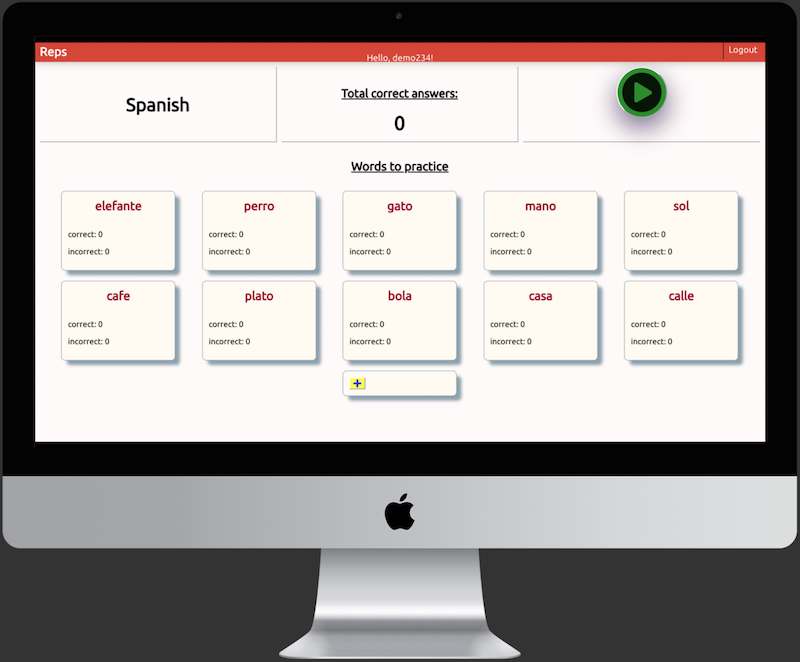 Reps
Hello, demo234!
Logout
Spanish
Total correct answers:
0
Words to practice
elefante
correct: 0
incorrect: 0
perro
correct: 0
incorrect: 0
gato
correct: 0
incorrect: 0
mano
correct: 0
incorrect: 0
sol
correct: 0
incorrect: 0
cafe
correct: 0
incorrect: 0
plato
correct: 0
incorrect: 0
bola
correct: 0
incorrect: 0
casa
correct: 0
incorrect: 0
calle
correct: 0
incorrect: 0